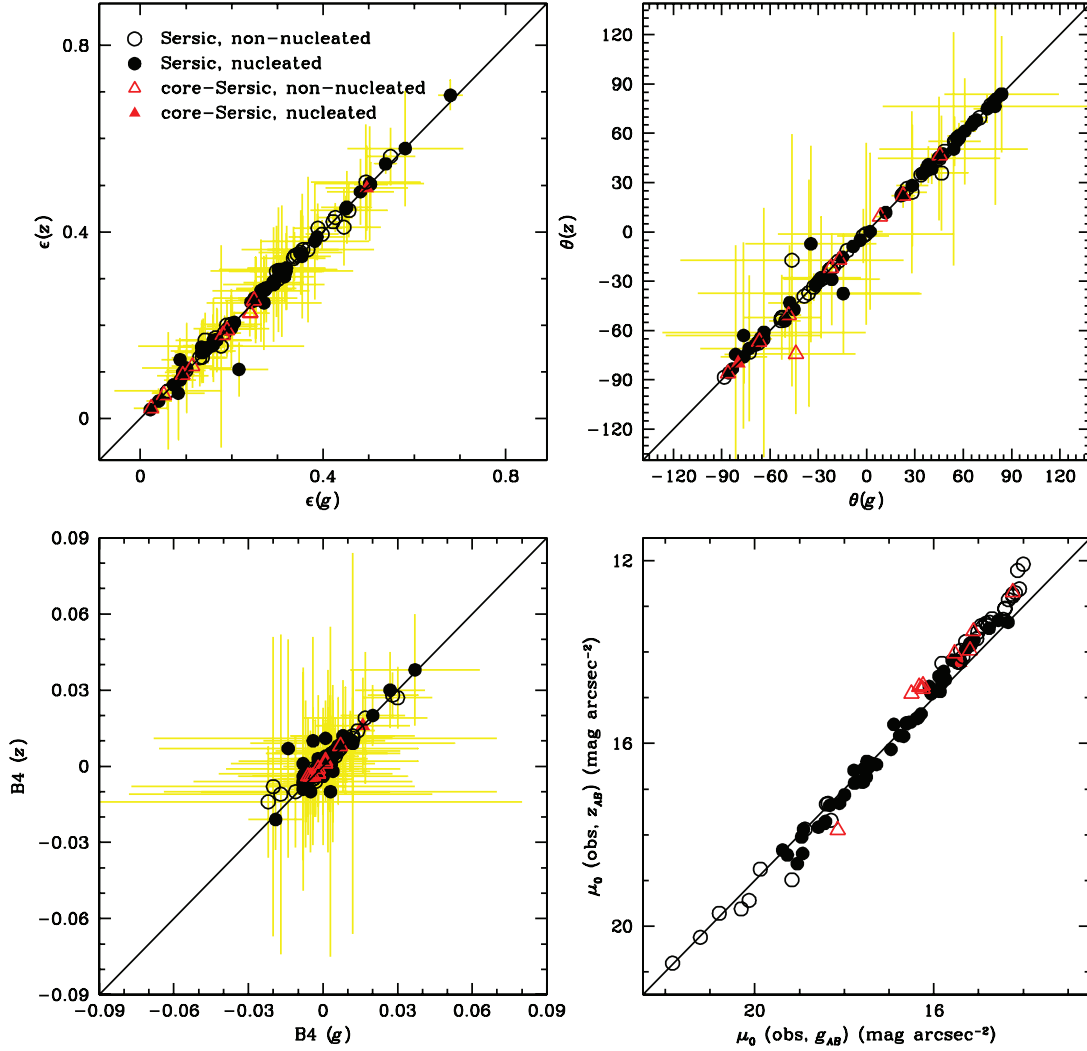 0.8
0.4
0
ϵ(z)
Sersic, non-nucleated
Sersic, nucleated
core-Sersic, non-nucleated
core-Sersic, nucleated
0 0.4 0.8
ϵ(g)
120
90
60
30
0
-30
-60
-90
-120
θ(z)
-120 -90 -60 -30 0 30 60 90 120
θ(g)
0.09
0.06
0.03
0
-0.03
-0.06
-0.09
B4 (z)
-0.09 -0.06 -0.03 0 0.03 0.06 0.09
B4 (g)
12
16
20
μ₀ (obs, z_AB) (mag arcsec⁻²)
20 16
μ₀ (obs, g_AB) (mag arcsec⁻²)